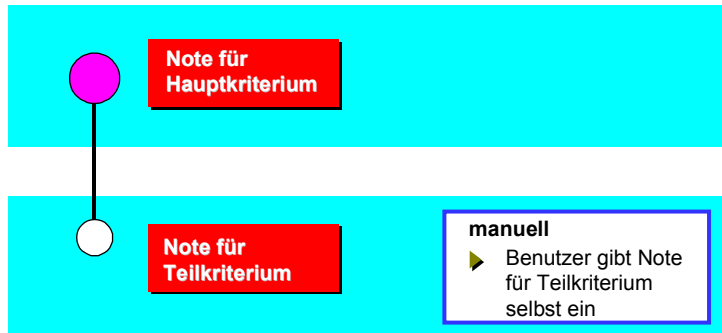 Note für
Hauptkriterium
Note für
Teilkriterium
manuell
Benutzer gibt Note
für Teilkriterium
selbst ein